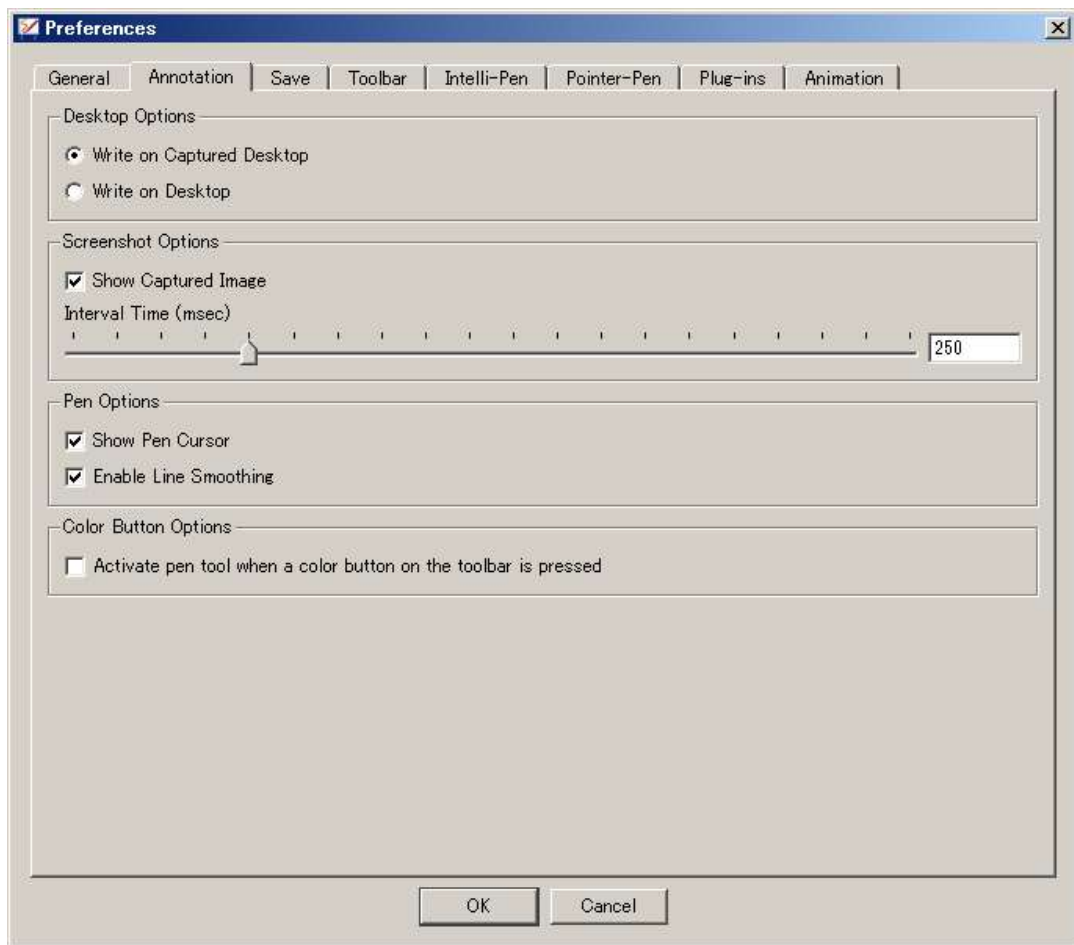 Preferences
General Annotation Save Toolbar Intelli-Pen Pointer-Pen Plug-ins Animation
Desktop Options
Write on Captured Desktop
Write on Desktop
Screenshot Options
Show Captured Image
Interval Time (msec)
250
Pen Options
Show Pen Cursor
Enable Line Smoothing
Color Button Options
Activate pen tool when a color button on the toolbar is pressed
OK Cancel